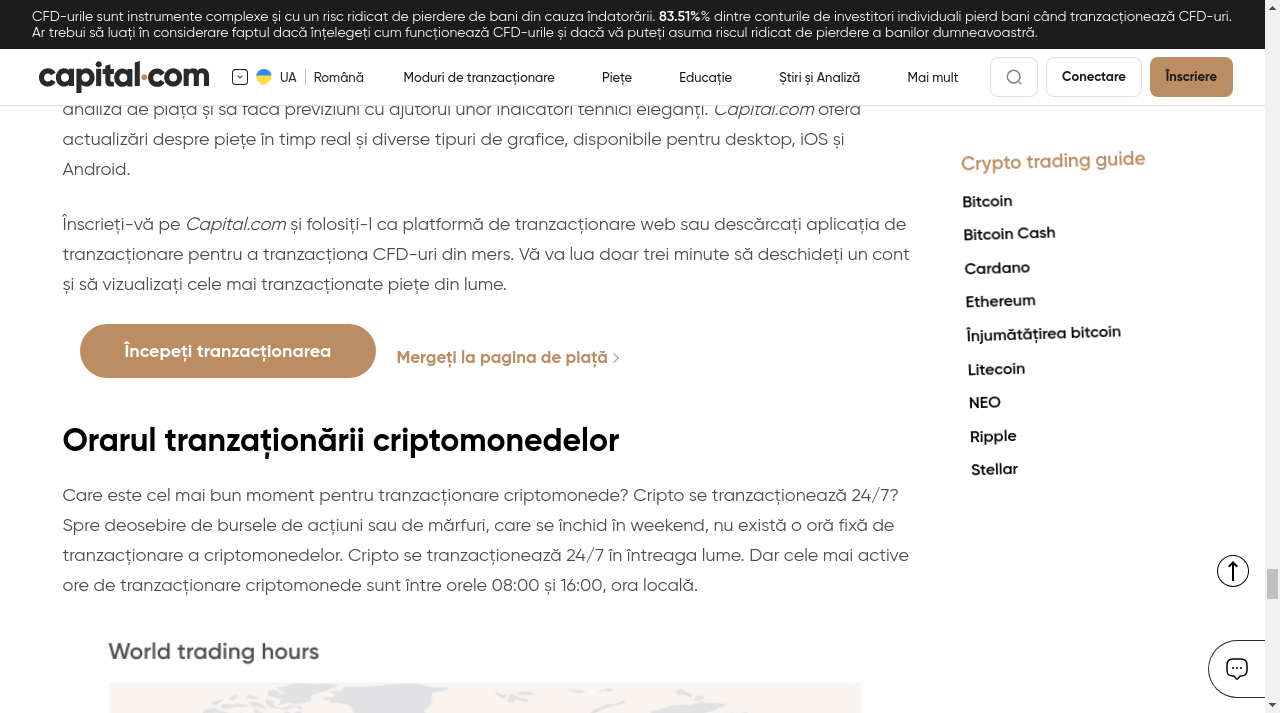 CFD-urile sunt instrumente complexe și cu un risc ridicat de pierdere de bani din cauza îndatorării. 83.51%% dintre conturile de investitori individuali pierd bani când tranzacționează CFD-uri.
Ar trebui să luați în considerare faptul dacă înțelegeți cum funcționează CFD-urile și dacă vă puteți asuma riscul ridicat de pierdere a banilor dumneavoastră.
capital.com UA Română Moduri de tranzacționare Piețe Educație Știri și Analiză Mai mult Conectare Înscriere
analiza de piață și să facă previziuni cu ajutorul unor indicatori tehnici eleganți. Capital.com oferă
actualizări despre piețe în timp real și diverse tipuri de grafice, disponibile pentru desktop, iOS și
Android.
Înscrieți-vă pe Capital.com și folosiți-l ca platformă de tranzacționare web sau descărcați aplicația de
tranzacționare pentru a tranzacționa CFD-uri din mers. Vă va lua doar trei minute să deschideți un cont
și să vizualizați cele mai tranzacționate piețe din lume.
Începeți tranzacționarea
Mergeți la pagina de piață
Orarul tranzaționării criptomonedelor
Care este cel mai bun moment pentru tranzacționare criptomonede? Cripto se tranzacționează 24/7?
Spre deosebire de bursele de acțiuni sau de mărfuri, care se închid în weekend, nu există o oră fixă de
tranzacționare a criptomonedelor. Cripto se tranzacționează 24/7 în întreaga lume. Dar cele mai active
ore de tranzacționare criptomonede sunt între orele 08:00 și 16:00, ora locală.
World trading hours
Crypto trading guide
Bitcoin
Bitcoin Cash
Cardano
Ethereum
Înjumătățirea bitcoin
Litecoin
NEO
Ripple
Stellar